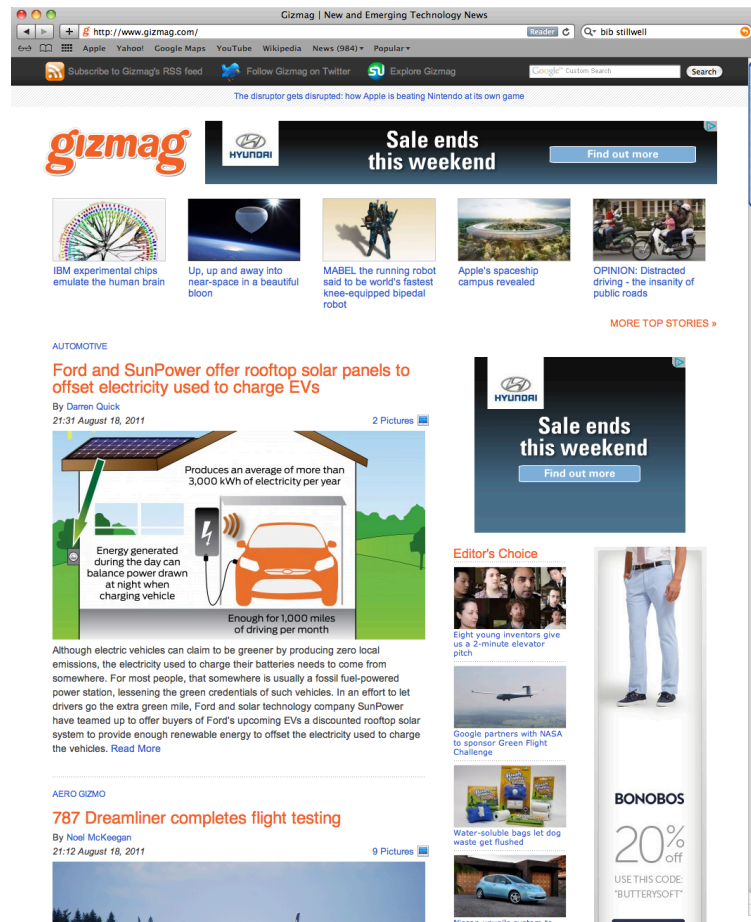 Gizmag | New and Emerging Technology News
http://www.gizmag.com/
Reader
bib stillwell
Apple Yahoo! Google Maps YouTube Wikipedia News (984) Popular
Subscribe to Gizmag's RSS feed
Follow Gizmag on Twitter
Explore Gizmag
Google™ Custom Search
Search
The disruptor gets disrupted: how Apple is beating Nintendo at its own game
gizmag
HYUNDAI
Sale ends
this weekend
Find out more
IBM experimental chips
emulate the human brain
Up, up and away into
near-space in a beautiful
bloon
MABEL the running robot
said to be world's fastest
knee-equipped bipedal
robot
Apple's spaceship
campus revealed
OPINION: Distracted
driving - the insanity of
public roads
MORE TOP STORIES »
AUTOMOTIVE
Ford and SunPower offer rooftop solar panels to
offset electricity used to charge EVs
By Darren Quick
21:31 August 18, 2011
2 Pictures
Produces an average of more than
3,000 kWh of electricity per year
Energy generated
during the day can
balance power drawn
at night when
charging vehicle
Enough for 1,000 miles
of driving per month
Although electric vehicles can claim to be greener by producing zero local
emissions, the electricity used to charge their batteries needs to come from
somewhere. For most people, that somewhere is usually a fossil fuel-powered
power station, lessening the green credentials of such vehicles. In an effort to let
drivers go the extra green mile, Ford and solar technology company SunPower
have teamed up to offer buyers of Ford's upcoming EVs a discounted rooftop solar
system to provide enough renewable energy to offset the electricity used to charge
the vehicles. Read More
AERO GIZMO
787 Dreamliner completes flight testing
By Noel McKeegan
21:12 August 18, 2011
9 Pictures
HYUNDAI
Sale ends
this weekend
Find out more
Editor's Choice
Eight young inventors give
us a 2-minute elevator
pitch
Google partners with NASA
to sponsor Green Flight
Challenge
Water-soluble bags let dog
waste get flushed
BONOBOS
20% off
USE THIS CODE:
"BUTTERYSOFT"